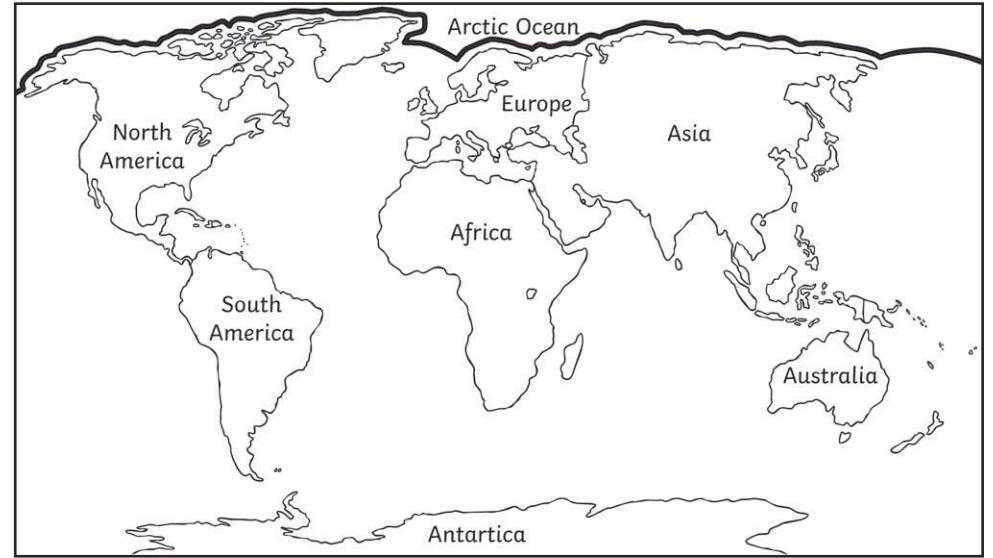 Arctic Ocean
Europe
North
America
Asia
Africa
South
America
Australia
Antartica